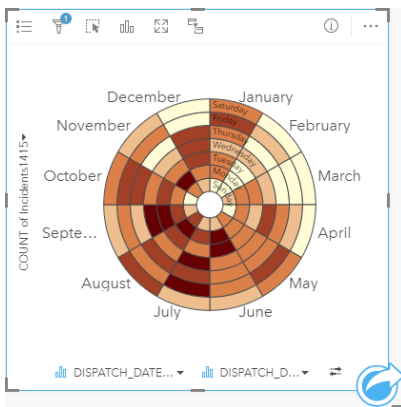 1
December
January
November
February
October
March
Septe...
April
August
May
July
June
Saturday
Friday
Thursday
Wednesday
Tuesday
Monday
Sunday
COUNT of Incidents1415
DISPATCH_DATE... DISPATCH_D...